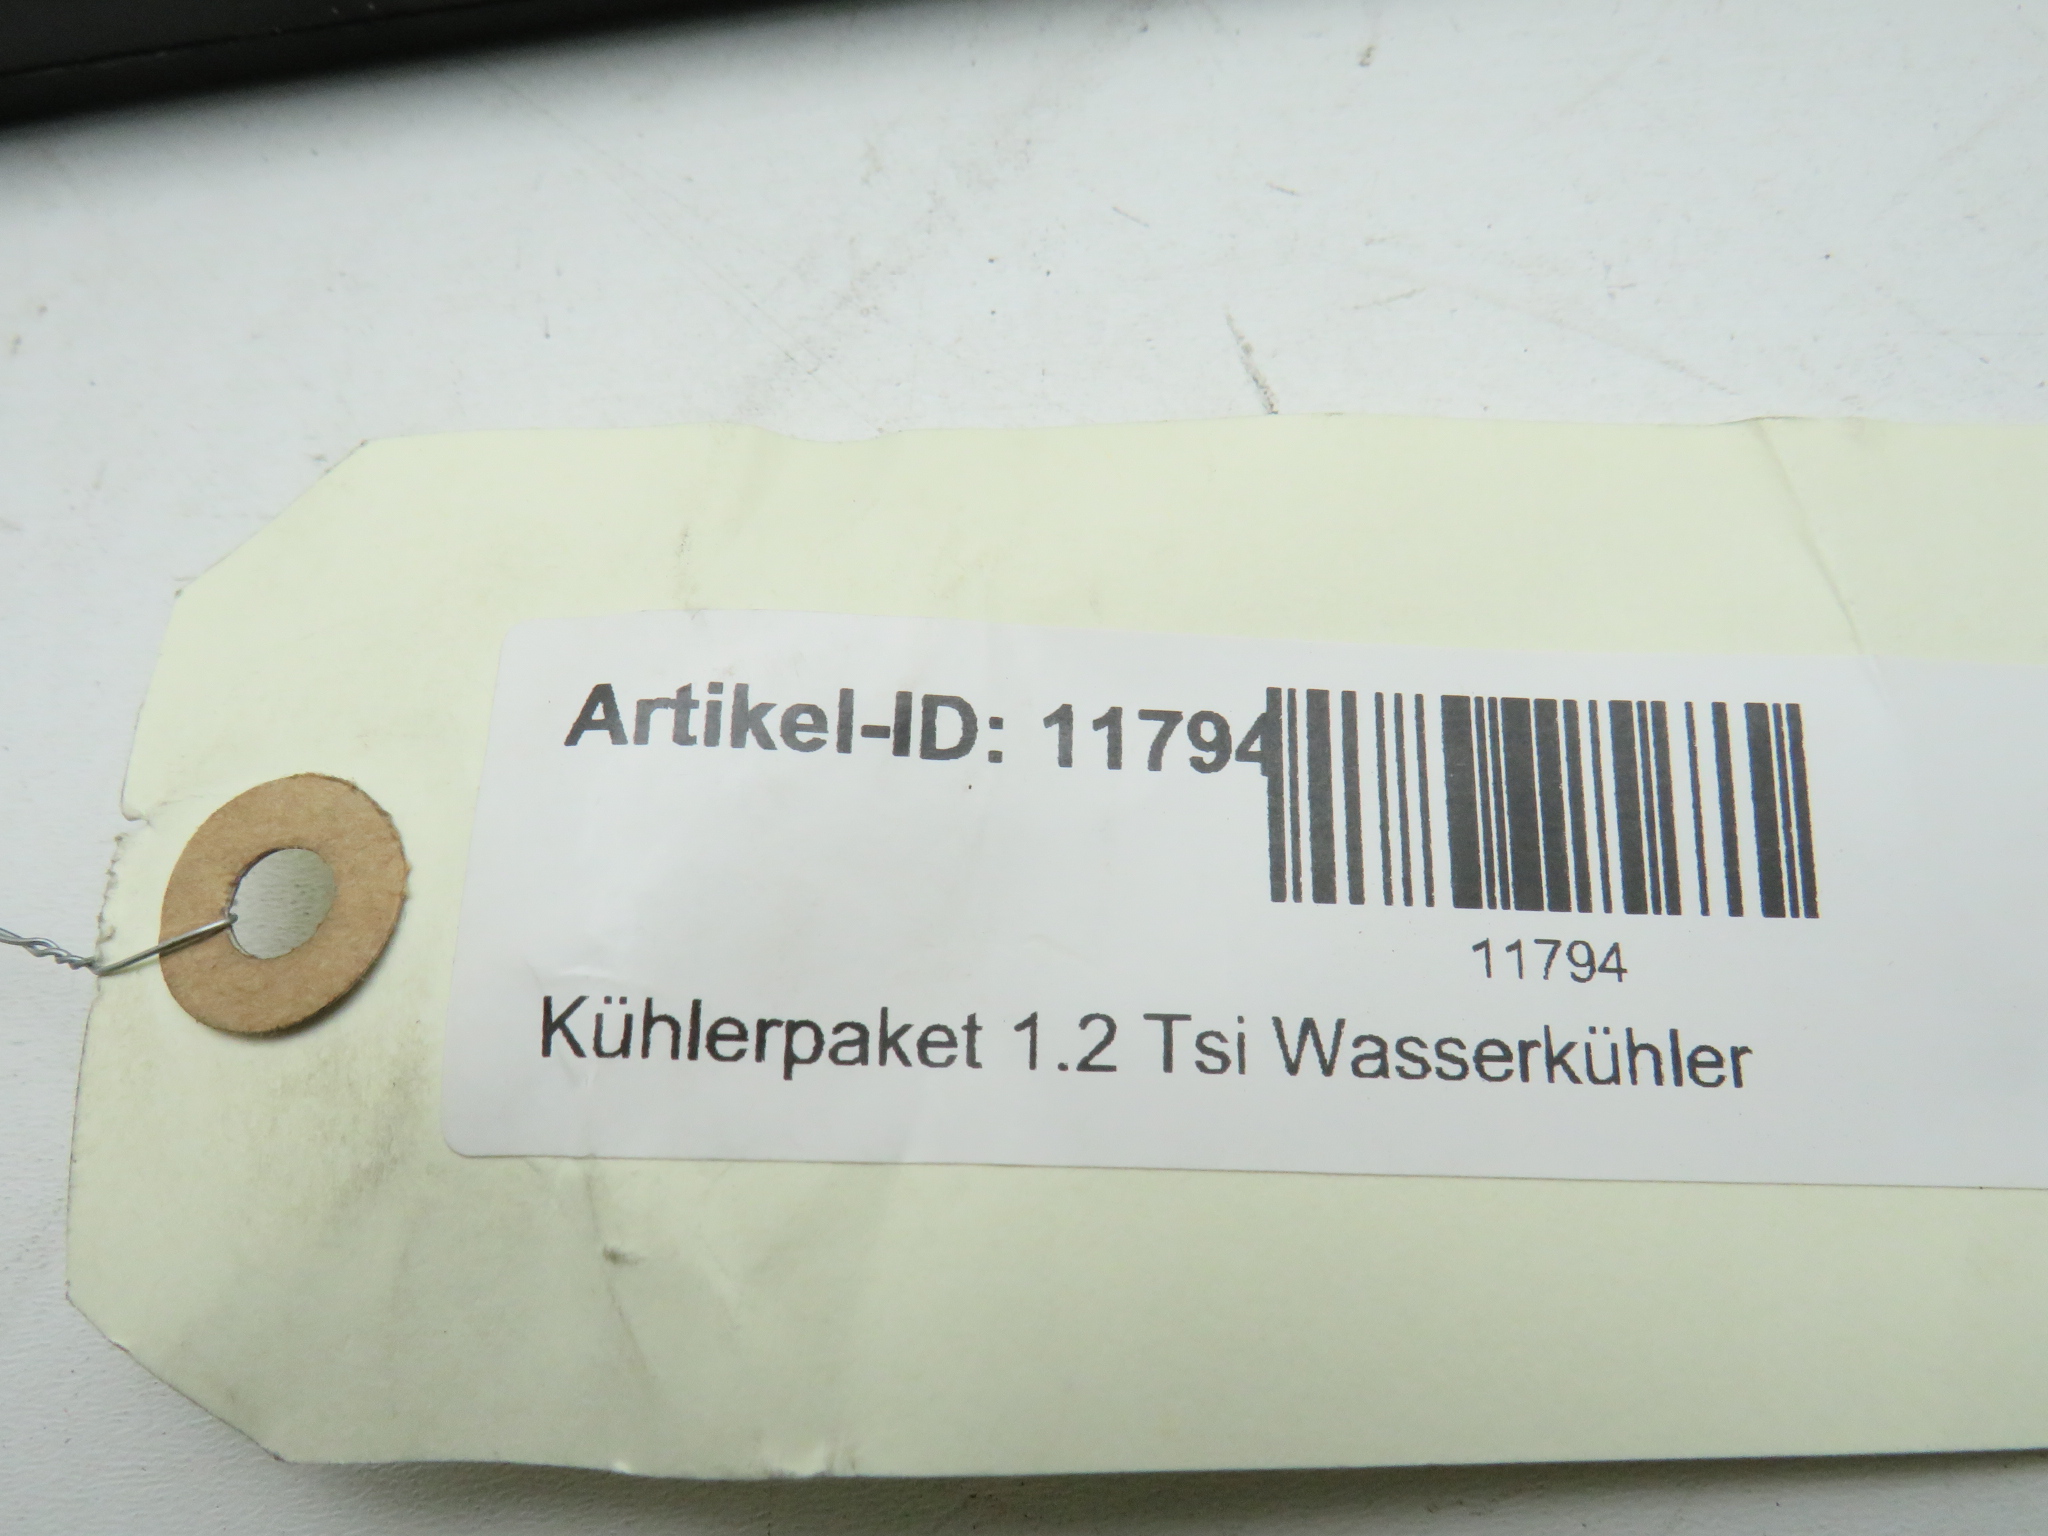 Artikel-ID: 11794
11794
Kühlerpaket 1.2 Tsi Wasserkühler